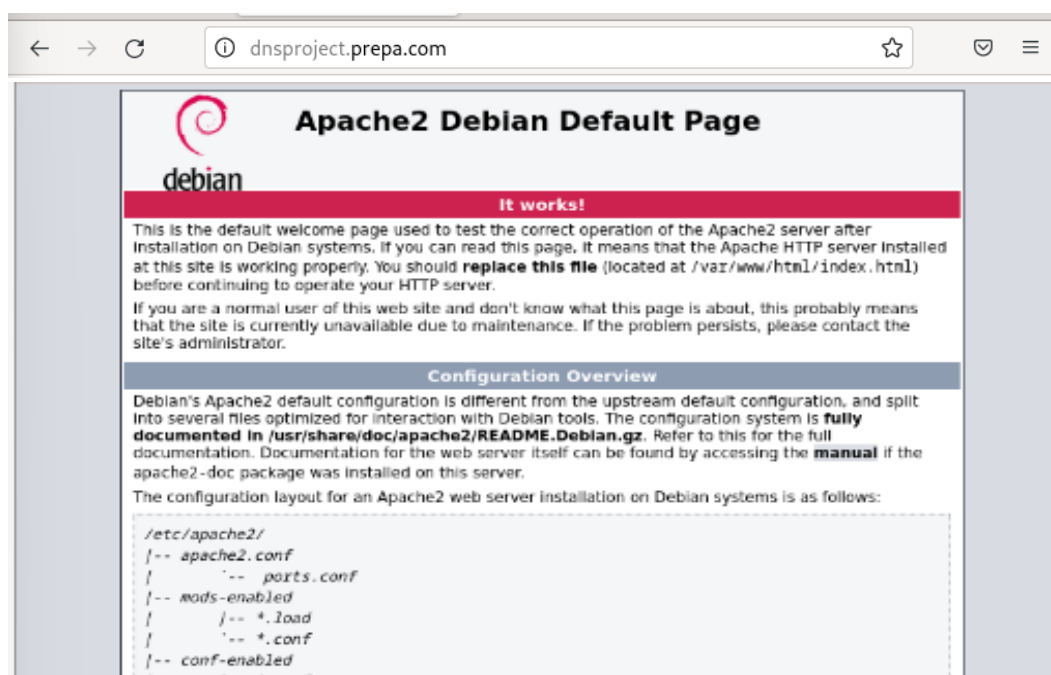 dnsproject.prepa.com
Apache2 Debian Default Page
debian
It works!
This is the default welcome page used to test the correct operation of the Apache2 server after
installation on Debian systems. If you can read this page, it means that the Apache HTTP server installed
at this site is working properly. You should replace this file (located at /var/www/html/index.html)
before continuing to operate your HTTP server.
If you are a normal user of this web site and don't know what this page is about, this probably means
that the site is currently unavailable due to maintenance. If the problem persists, please contact the
site's administrator.
Configuration Overview
Debian's Apache2 default configuration is different from the upstream default configuration, and split
into several files optimized for interaction with Debian tools. The configuration system is fully
documented in /usr/share/doc/apache2/README.Debian.gz. Refer to this for the full
documentation. Documentation for the web server itself can be found by accessing the manual if the
apache2-doc package was installed on this server.
The configuration layout for an Apache2 web server installation on Debian systems is as follows:
/etc/apache2/
|-- apache2.conf
|       `--  ports.conf
|-- mods-enabled
|       |-- *.load
|       `-- *.conf
|-- conf-enabled